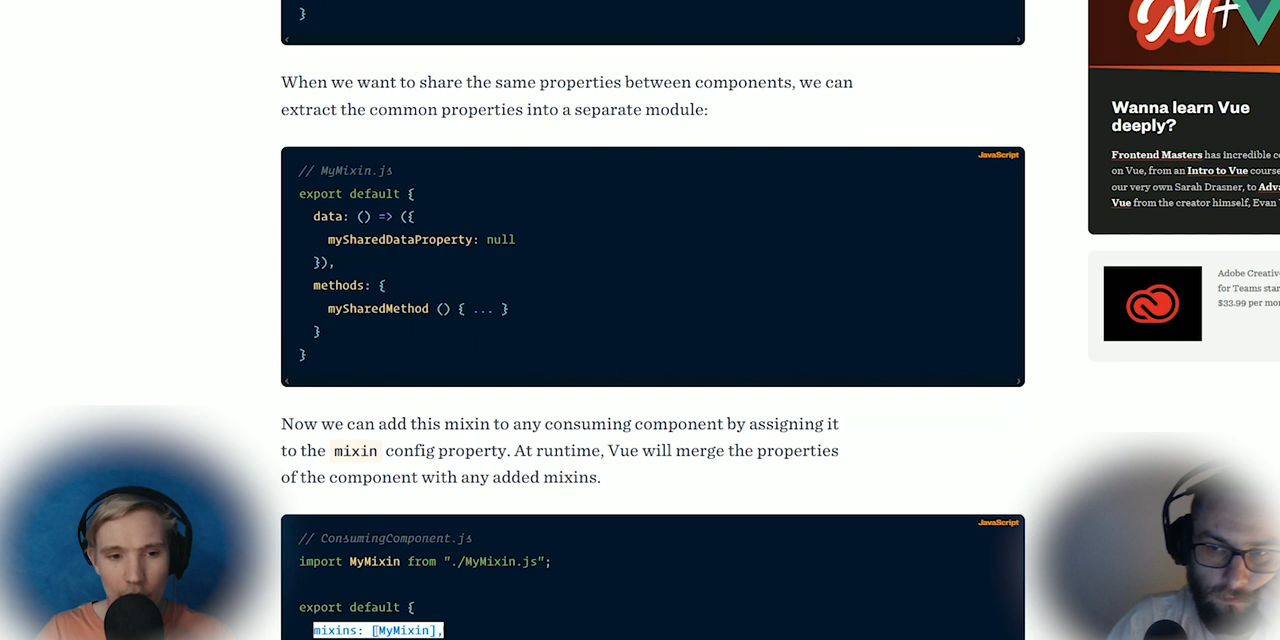 }
When we want to share the same properties between components, we can
extract the common properties into a separate module:
JavaScript
// MyMixin.js
export default {
data: () => ({
mySharedDataProperty: null
}),
methods: {
mySharedMethod () { ... }
}
}
Now we can add this mixin to any consuming component by assigning it
to the mixin config property. At runtime, Vue will merge the properties
of the component with any added mixins.
JavaScript
// ConsumingComponent.js
import MyMixin from "./MyMixin.js";
export default {
mixins: [MyMixin],
M+
Wanna learn Vue
deeply?
Frontend Masters has incredible
on Vue, from an Intro to Vue
our very own Sarah Drasner, to
Vue from the creator himself, Evan
Adobe
for Teams
$33.99 per